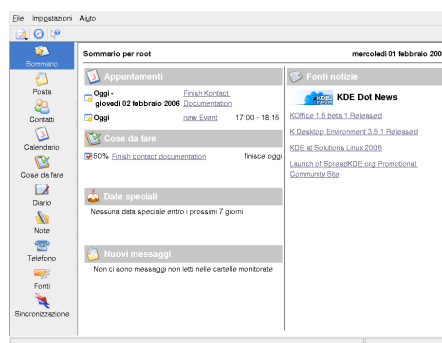 File Impostazioni Aiuto
Sommario
Posta
Contatti
Calendario
Cose da fare
Diario
Note
Telefono
Fonti
Sincronizzazione
Sommario per root mercoledì 01 febbraio 200
Appuntamenti
Oggi - Finish Kontact
giovedì 02 febbraio 2006 Documentation
Oggi new Event 17:00 - 18:15
Cose da fare
50% Finish contact documentation finisce oggi
Date speciali
Nessuna data speciale entro i prossimi 7 giorni
Nuovi messaggi
Non ci sono messaggi non letti nelle cartelle monitorate
Fonti notizie
KDE Dot News
KOffice 1.5 beta 1 Released
K Desktop Environment 3.5.1 Released
KDE at Solutions Linux 2006
Launch of SpreadKDE.org Promotional
Community Site